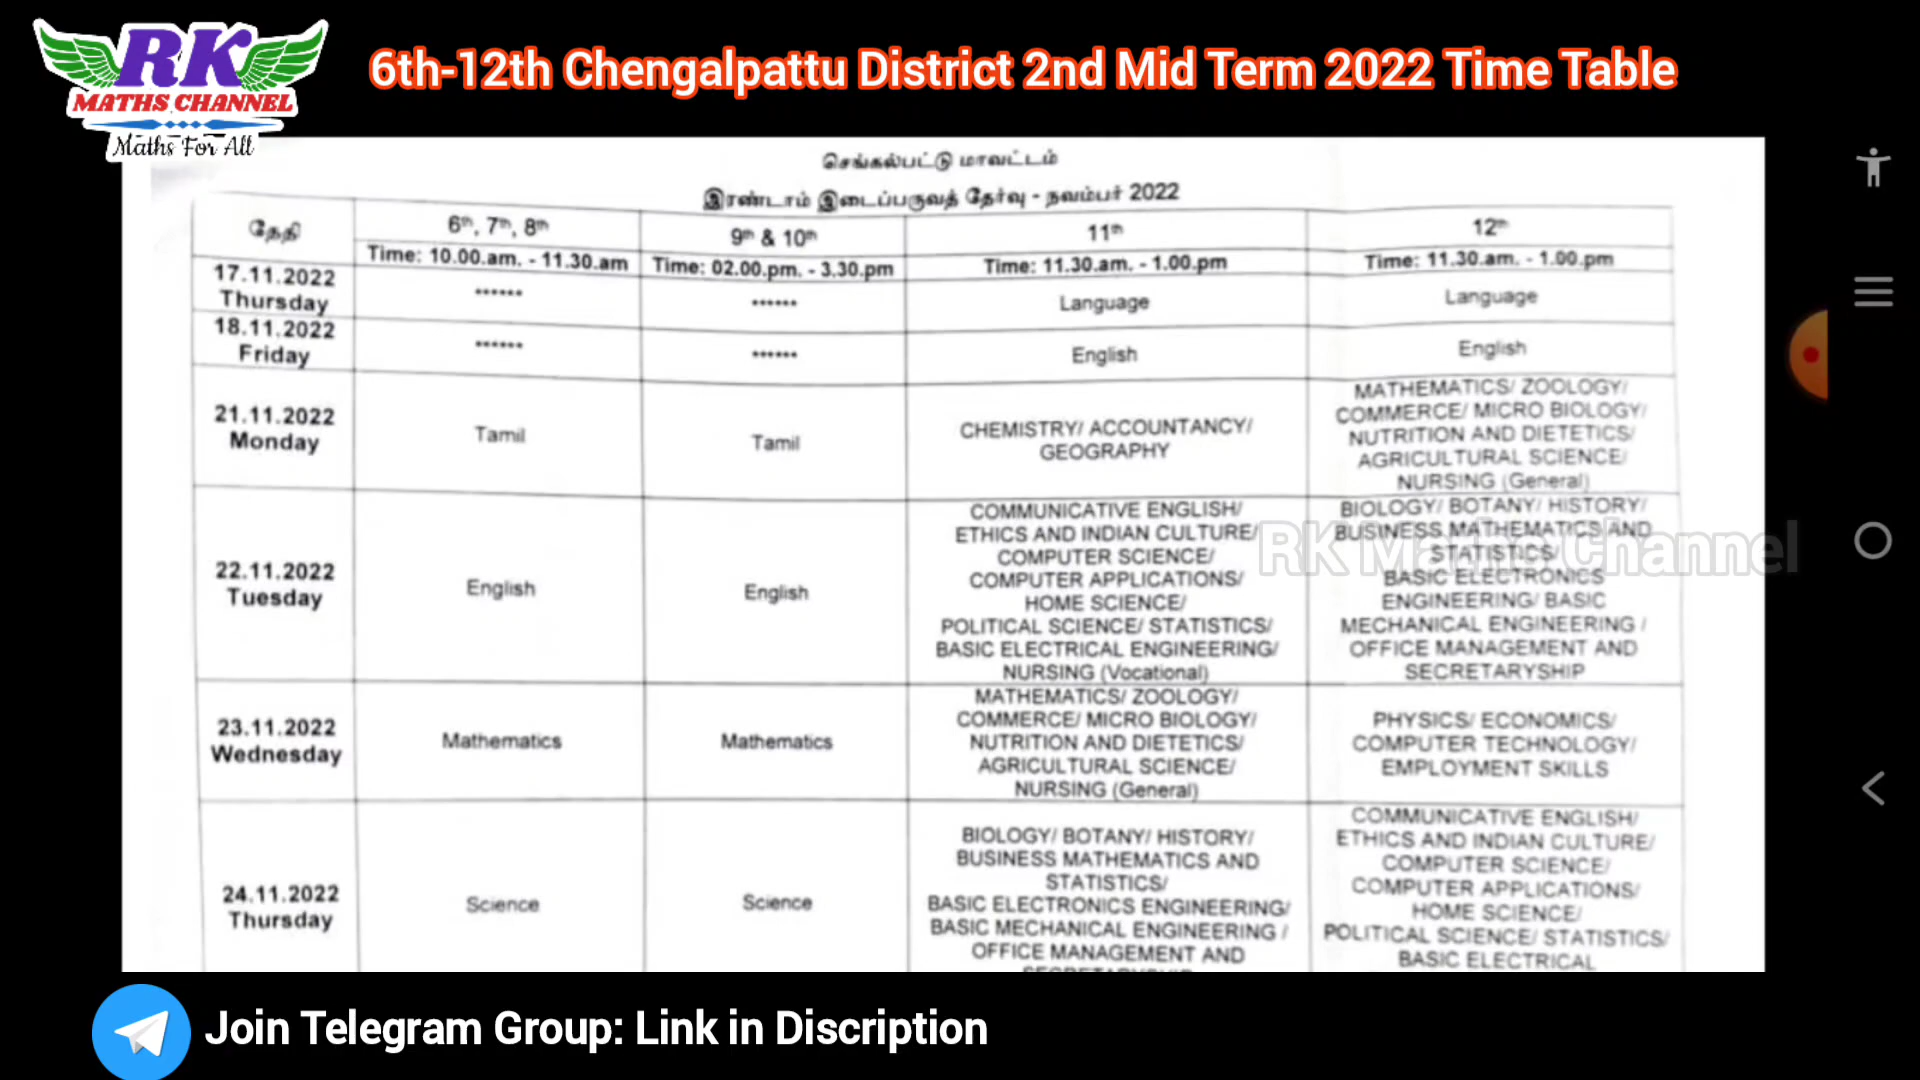 RK
MATHS CHANNEL
Maths For All
6th-12th Chengalpattu District 2nd Mid Term 2022 Time Table
செங்கல்பட்டு மாவட்டம்
இரண்டாம் இடைப்பருவத் தேர்வு - நவம்பர் 2022
தேதி
6th, 7th, 8th
9th & 10th
11th
12th
Time: 10.00.am. - 11.30.am
Time: 02.00.pm. - 3.30.pm
Time: 11.30.am. - 1.00.pm
Time: 11.30.am. - 1.00.pm
17.11.2022
Thursday
******
******
Language
Language
18.11.2022
Friday
******
******
English
English
21.11.2022
Monday
Tamil
Tamil
CHEMISTRY/ ACCOUNTANCY/
GEOGRAPHY
MATHEMATICS/ ZOOLOGY/
COMMERCE/ MICRO BIOLOGY/
NUTRITION AND DIETETICS/
AGRICULTURAL SCIENCE/
NURSING (General)
22.11.2022
Tuesday
English
English
COMMUNICATIVE ENGLISH/
ETHICS AND INDIAN CULTURE/
COMPUTER SCIENCE/
COMPUTER APPLICATIONS/
HOME SCIENCE/
POLITICAL SCIENCE/ STATISTICS/
BASIC ELECTRICAL ENGINEERING/
NURSING (Vocational)
BIOLOGY/ BOTANY/ HISTORY/
BUSINESS MATHEMATICS AND
STATISTICS/
BASIC ELECTRONICS
ENGINEERING/ BASIC
MECHANICAL ENGINEERING /
OFFICE MANAGEMENT AND
SECRETARYSHIP
RK Maths Channel
23.11.2022
Wednesday
Mathematics
Mathematics
MATHEMATICS/ ZOOLOGY/
COMMERCE/ MICRO BIOLOGY/
NUTRITION AND DIETETICS/
AGRICULTURAL SCIENCE/
NURSING (General)
PHYSICS/ ECONOMICS/
COMPUTER TECHNOLOGY/
EMPLOYMENT SKILLS
24.11.2022
Thursday
Science
Science
BIOLOGY/ BOTANY/ HISTORY/
BUSINESS MATHEMATICS AND
STATISTICS/
BASIC ELECTRONICS ENGINEERING/
BASIC MECHANICAL ENGINEERING /
OFFICE MANAGEMENT AND
COMMUNICATIVE ENGLISH/
ETHICS AND INDIAN CULTURE/
COMPUTER SCIENCE/
COMPUTER APPLICATIONS/
HOME SCIENCE/
POLITICAL SCIENCE/ STATISTICS/
BASIC ELECTRICAL
Join Telegram Group: Link in Discription